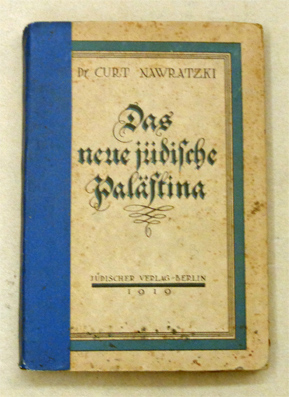 Dr CURT NAWRATZKI
Das
neue jüdische
Palästina
JÜDISCHER VERLAG-BERLIN
1919